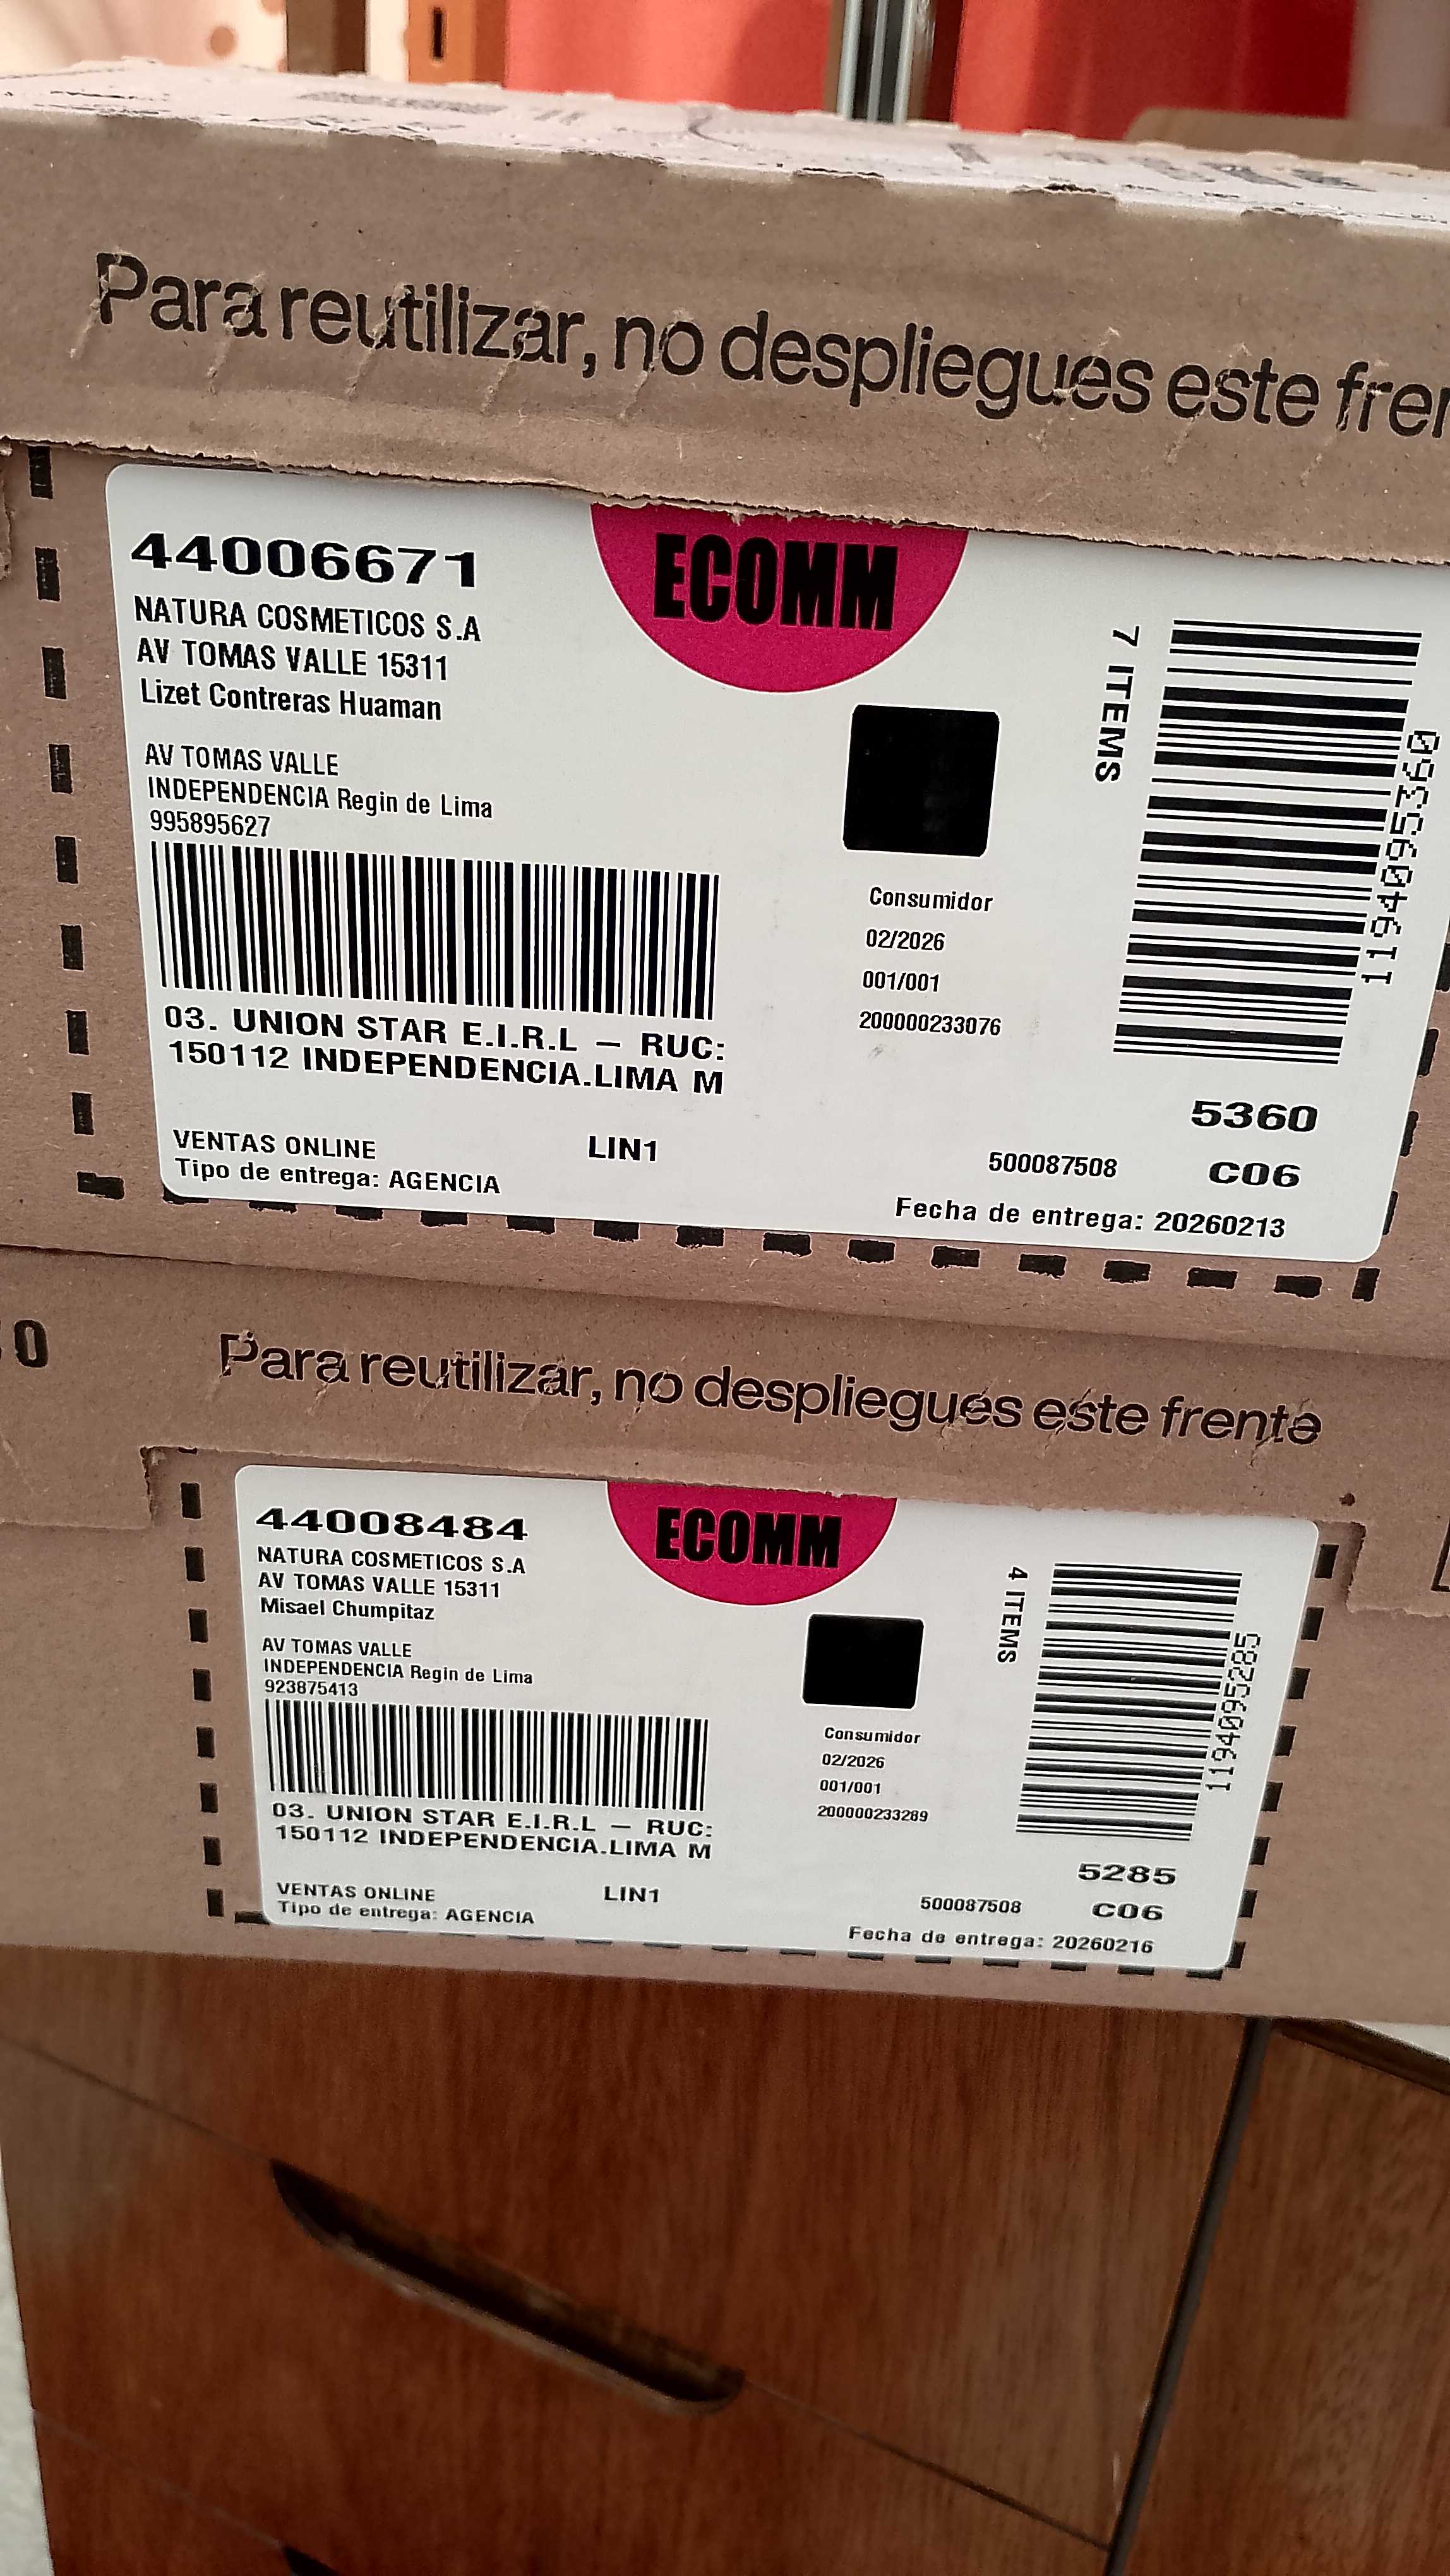 Para reutilizar, no despliegues este
44006671
NATURA COSMETICOS S.A
AV TOMAS VALLE 15311
Lizet Contreras Huaman
AV TOMAS VALLE
INDEPENDENCIA Regin de Lima
995895627
03. UNION STAR E.I.R.L – RUC:
150112 INDEPENDENCIA.LIMA M
VENTAS ONLINE
Tipo de entrega: AGENCIA
LIN1
ECOMM
Consumidor
02/2026
001/001
200000233076
7 ITEMS
1194095360
5360
500087508
C06
Fecha de entrega: 20260213
Para reutilizar, no despliegues este frente
44008484
NATURA COSMETICOS S.A
AV TOMAS VALLE 15311
Misael Chumpitaz
AV TOMAS VALLE
INDEPENDENCIA Regin de Lima
923875413
03. UNION STAR E.I.R.L – RUC:
150112 INDEPENDENCIA.LIMA M
VENTAS ONLINE
Tipo de entrega: AGENCIA
LIN1
ECOMM
Consumidor
02/2026
001/001
200000233289
4 ITEMS
1194095285
5285
500087508
C06
Fecha de entrega: 20260216